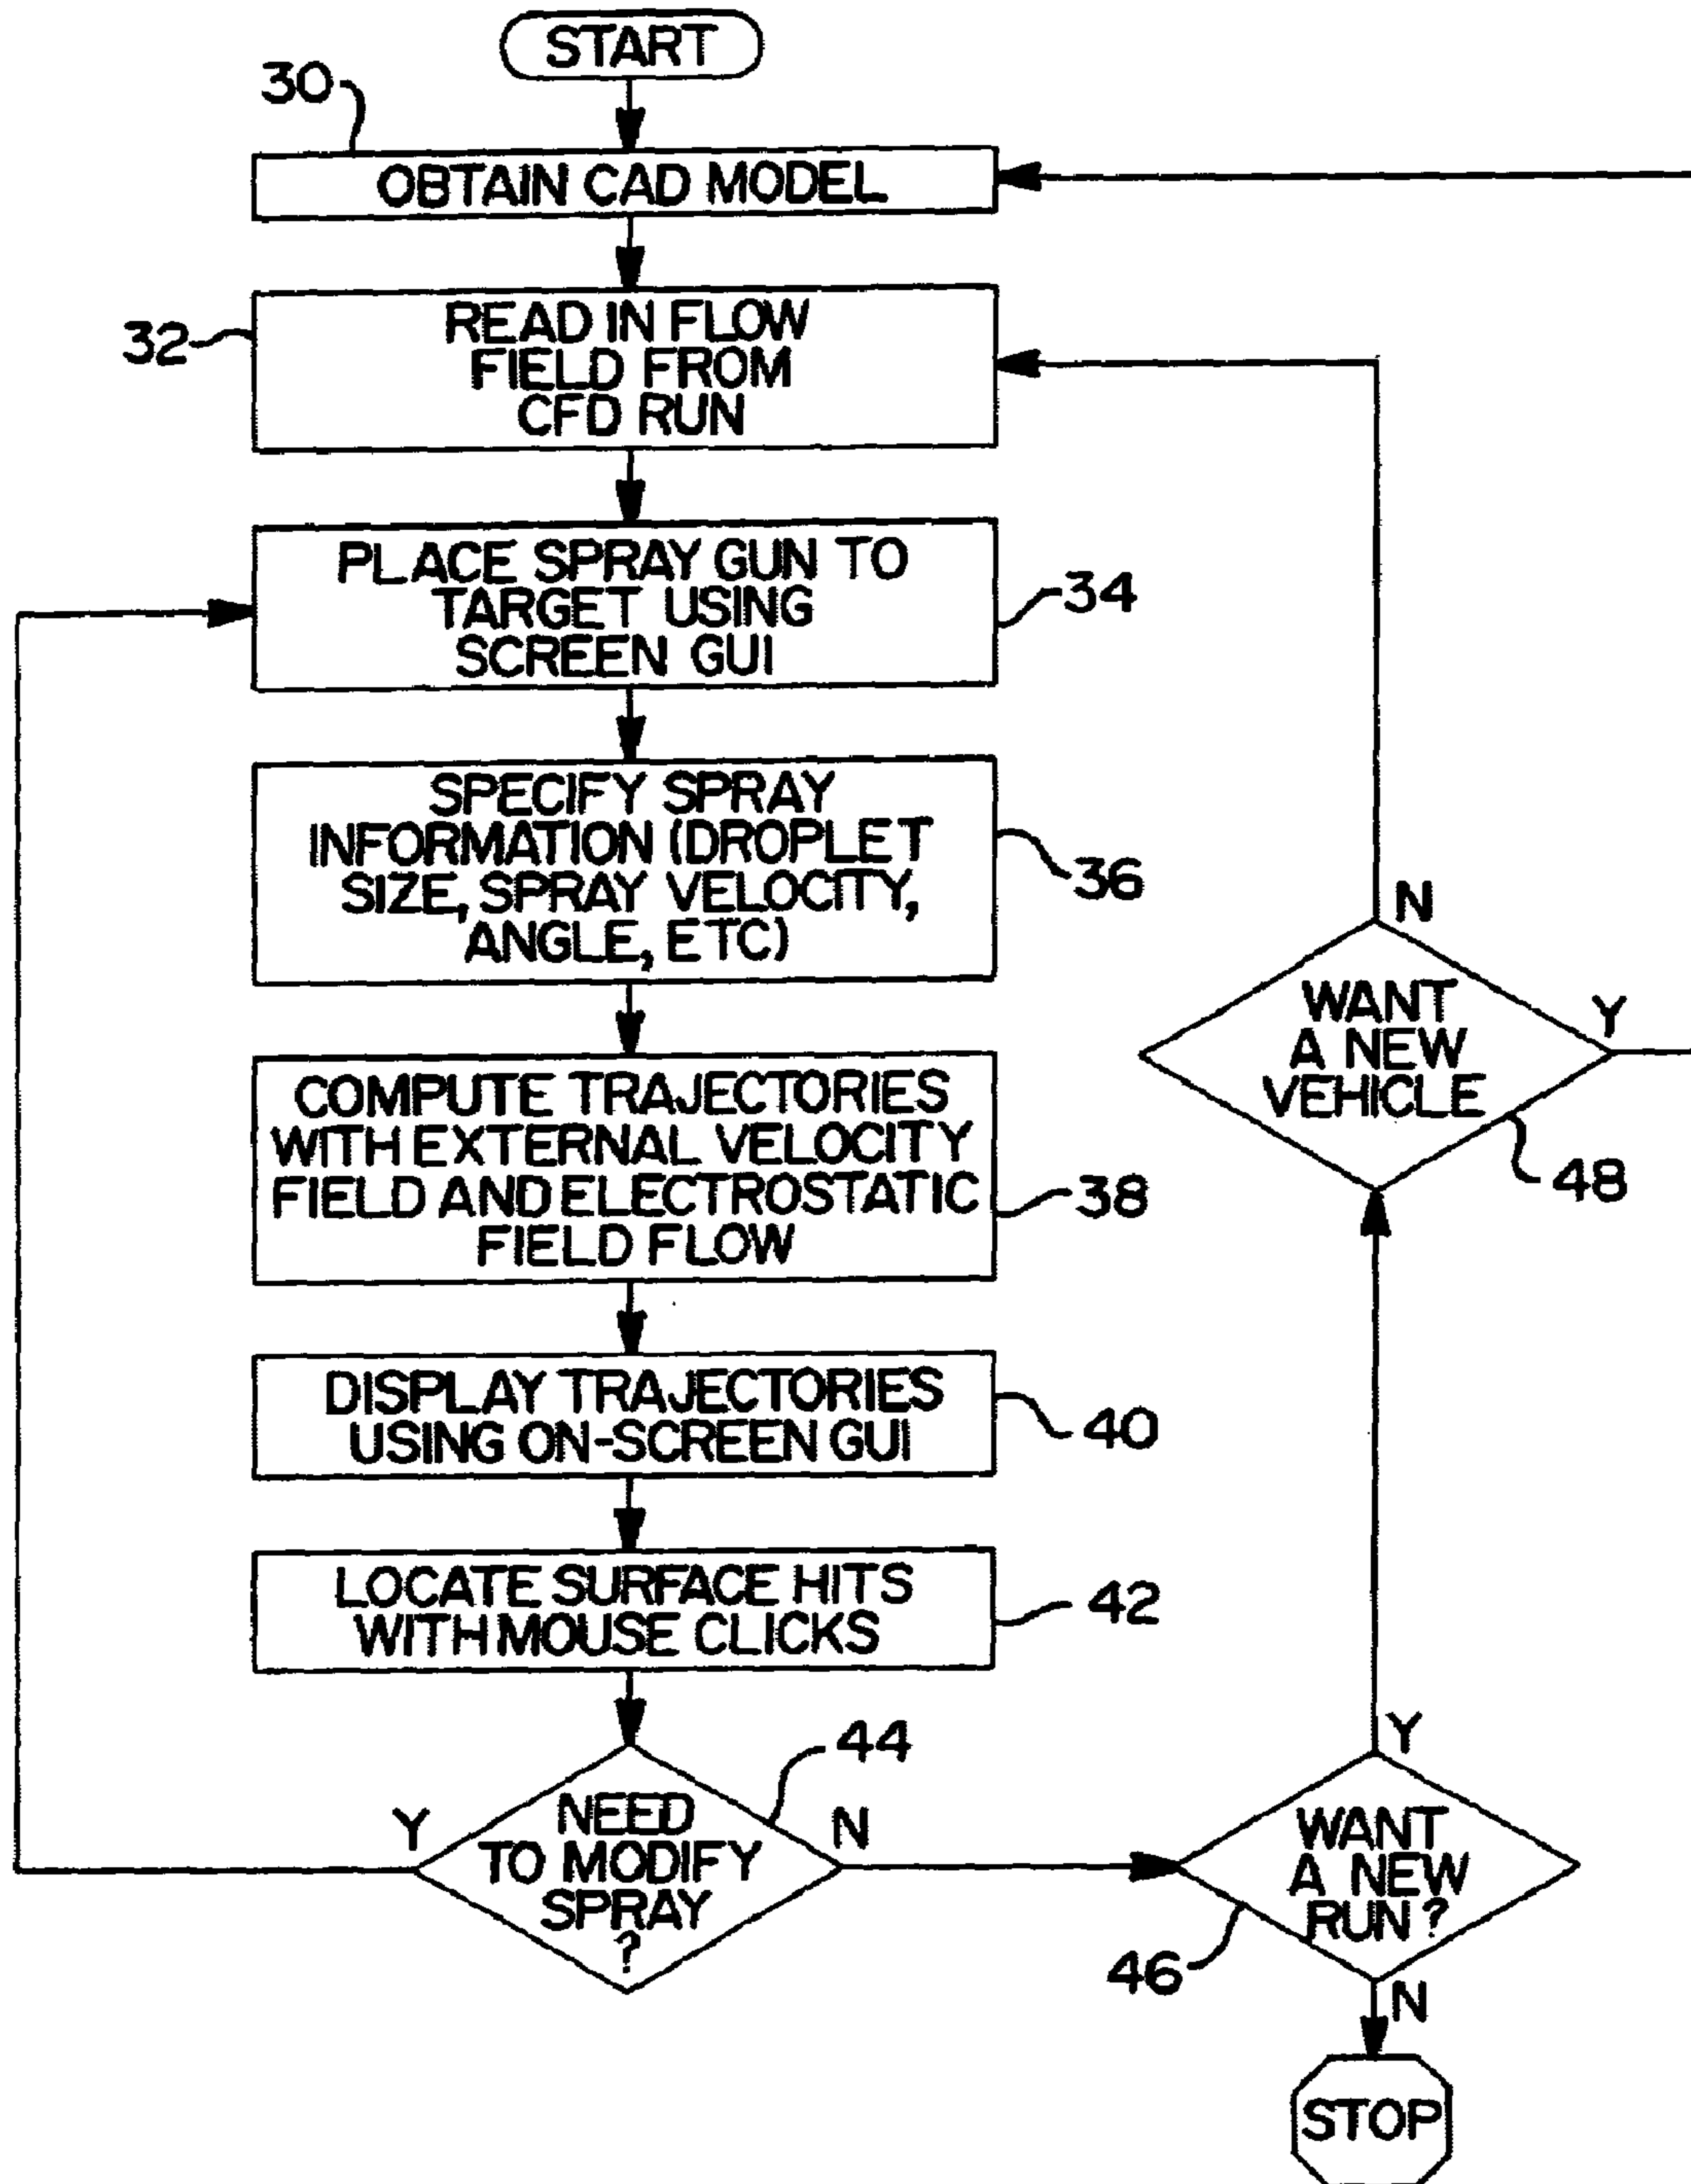 START
30
OBTAIN CAD MODEL
32
READ IN FLOW
FIELD FROM
CFD RUN
PLACE SPRAY GUN TO
TARGET USING
SCREEN GUI
34
SPECIFY SPRAY
INFORMATION (DROPLET
SIZE, SPRAY VELOCITY,
ANGLE, ETC)
36
N
WANT
A NEW
VEHICLE
Y
48
COMPUTE TRAJECTORIES
WITH EXTERNAL VELOCITY
FIELD AND ELECTROSTATIC
FIELD FLOW
38
DISPLAY TRAJECTORIES
USING ON-SCREEN GUI
40
LOCATE SURFACE HITS
WITH MOUSE CLICKS
42
44
Y
NEED
TO MODIFY
SPRAY
?
N
Y
WANT
A NEW
RUN?
46
N
STOP